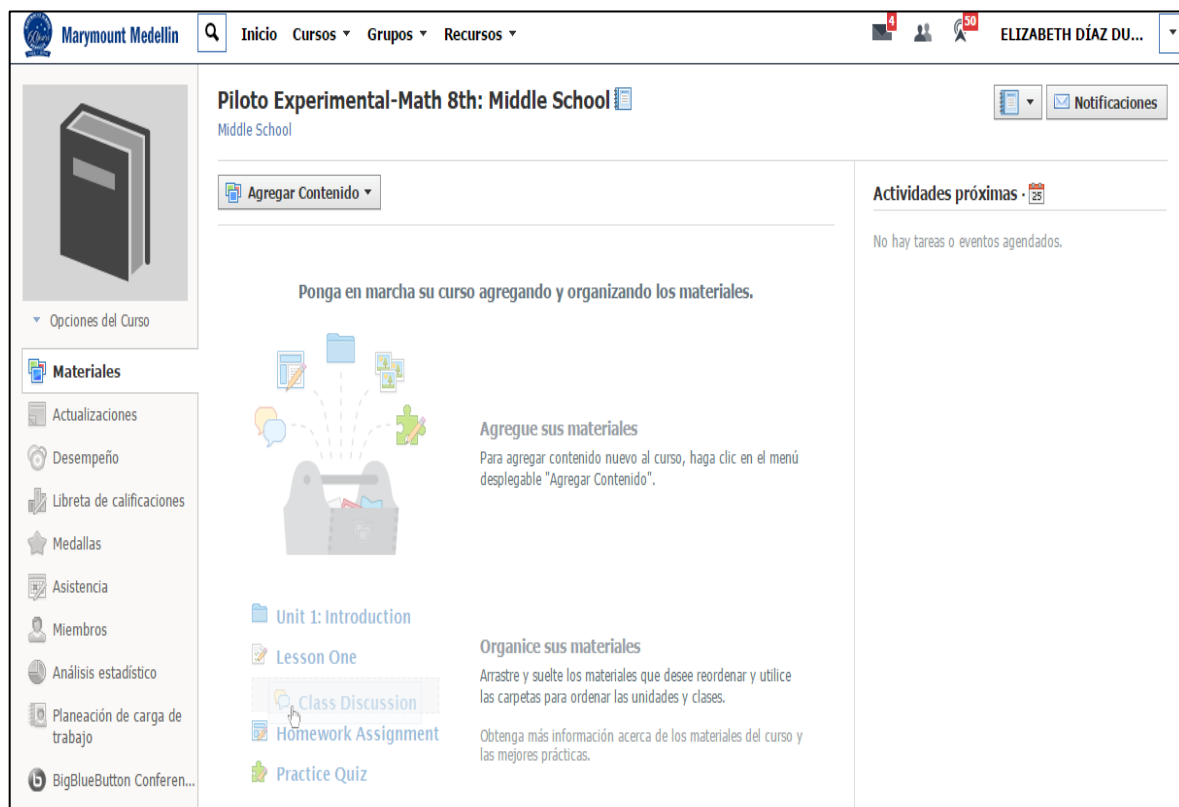 Marymount Medellin
Inicio Cursos Grupos Recursos
4
50
ELIZABETH DÍAZ DU...
Piloto Experimental-Math 8th: Middle School
Middle School
Notificaciones
Agregar Contenido
Actividades próximas · 25
No hay tareas o eventos agendados.
Ponga en marcha su curso agregando y organizando los materiales.
Opciones del Curso
Materiales
Actualizaciones
Desempeño
Libreta de calificaciones
Medallas
Asistencia
Miembros
Análisis estadístico
Planeación de carga de
trabajo
BigBlueButton Conferen...
Agregue sus materiales
Para agregar contenido nuevo al curso, haga clic en el menú
desplegable "Agregar Contenido".
Unit 1: Introduction
Lesson One
Class Discussion
Homework Assignment
Practice Quiz
Organice sus materiales
Arrastre y suelte los materiales que desee reordenar y utilice
las carpetas para ordenar las unidades y clases.
Obtenga más información acerca de los materiales del curso y
las mejores prácticas.